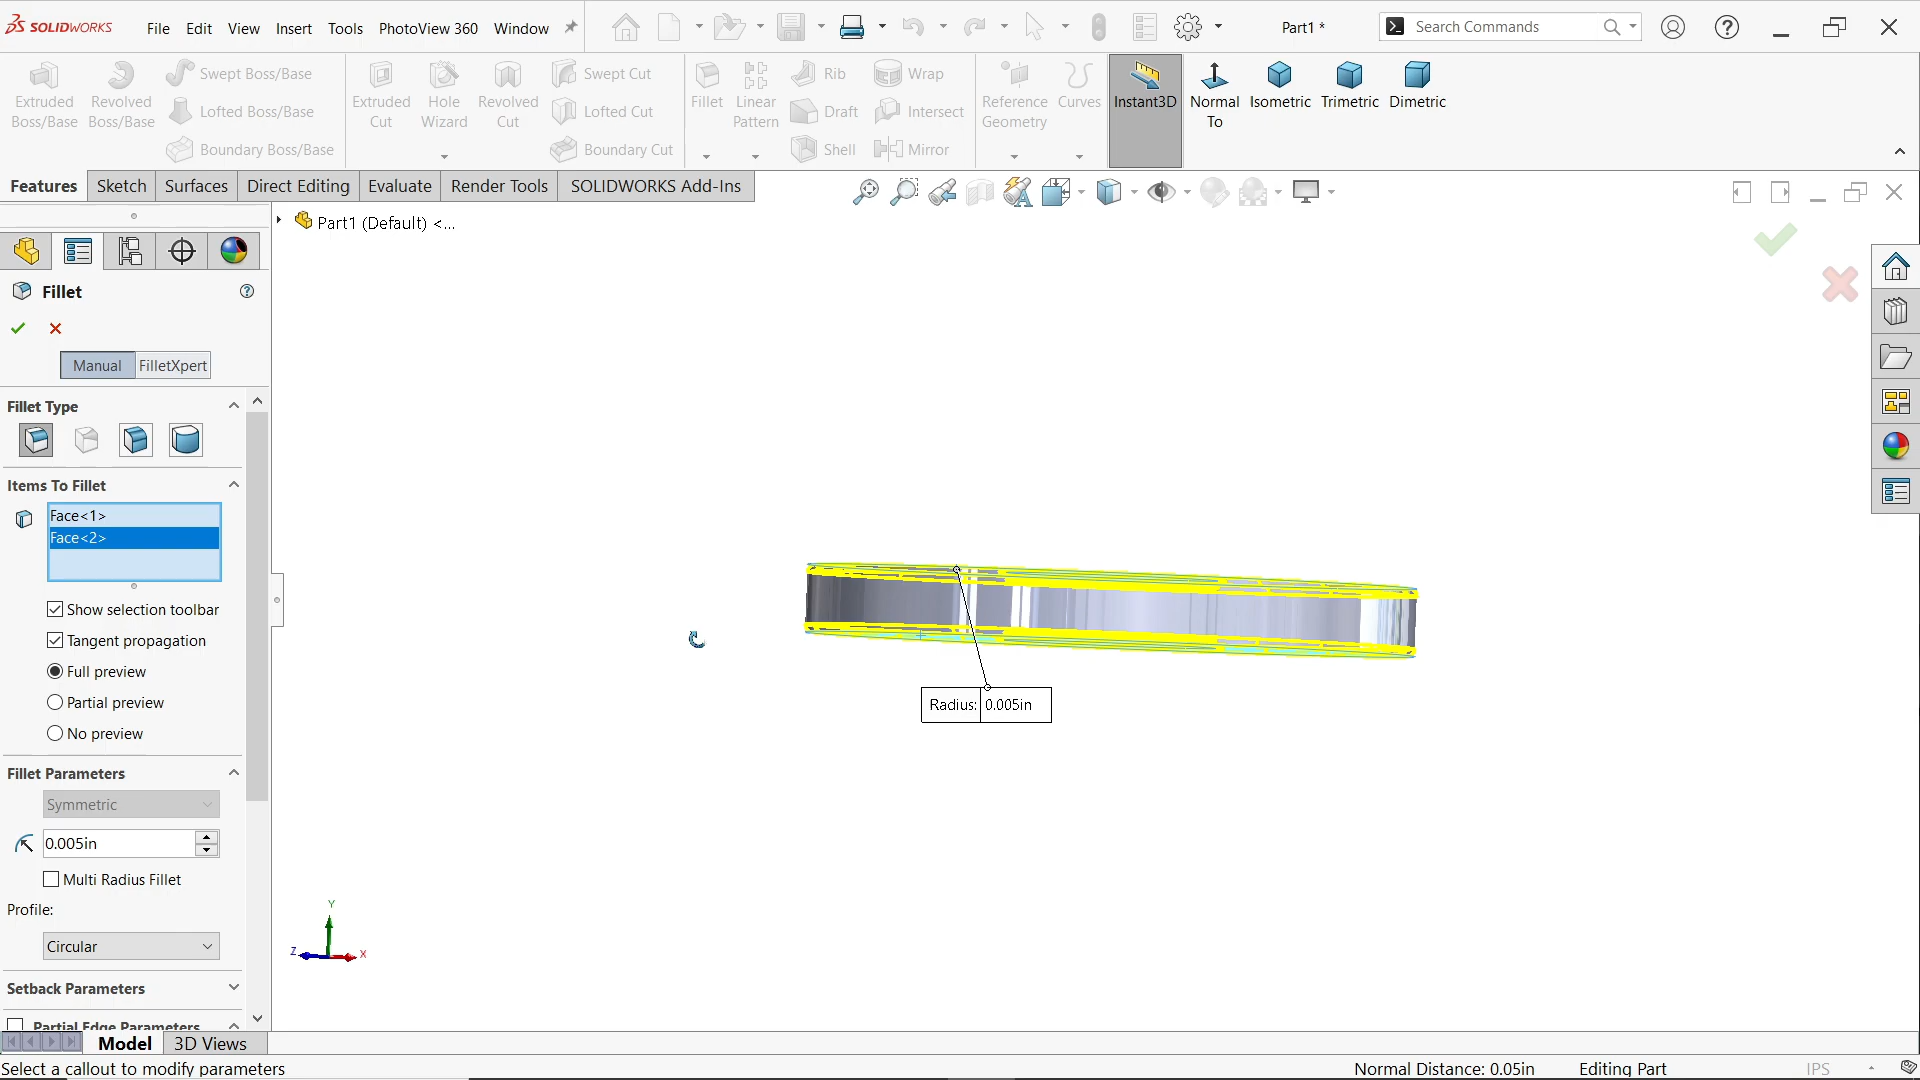 SOLIDWORKS File Edit View Insert Tools PhotoView 360 Window Part1 * Search Commands
Extruded Boss/Base
Revolved Boss/Base
Swept Boss/Base
Lofted Boss/Base
Boundary Boss/Base
Extruded Cut
Hole Wizard
Revolved Cut
Swept Cut
Lofted Cut
Boundary Cut
Fillet
Linear Pattern
Rib
Draft
Shell
Wrap
Intersect
Mirror
Reference Geometry
Curves
Instant3D
Normal To
Isometric
Trimetric
Dimetric
Features Sketch Surfaces Direct Editing Evaluate Render Tools SOLIDWORKS Add-Ins
Part1 (Default) <...
Fillet
Manual FilletXpert
Fillet Type
Items To Fillet
Face<1>
Face<2>
Show selection toolbar
Tangent propagation
Full preview
Partial preview
No preview
Fillet Parameters
Symmetric
0.005in
Multi Radius Fillet
Profile:
Circular
Setback Parameters
Partial Edge Parameters
Radius: 0.005in
Y
Z
X
Model 3D Views
Select a callout to modify parameters Normal Distance: 0.05in Editing Part IPS